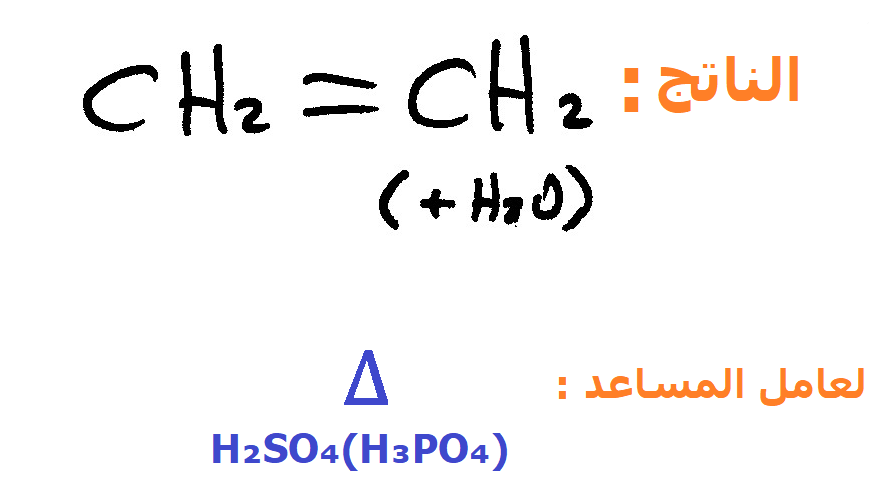 الناتج : CH₂=CH₂
(+H₂O)
لعامل المساعد : Δ
H₂SO₄(H₃PO₄)